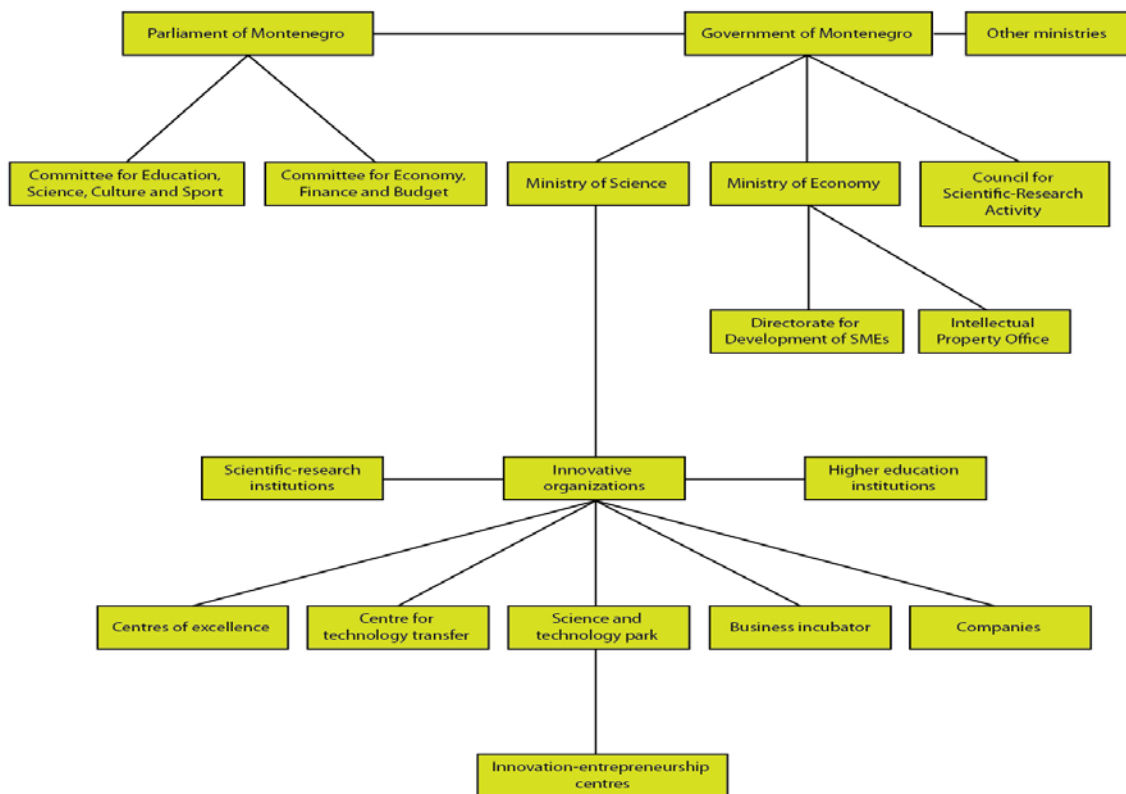 Parliament of Montenegro
Government of Montenegro
Other ministries
Committee for Education,
Science, Culture and Sport
Committee for Economy,
Finance and Budget
Ministry of Science
Ministry of Economy
Council for
Scientific-Research
Activity
Directorate for
Development of SMEs
Intellectual
Property Office
Scientific-research
institutions
Innovative
organizations
Higher education
institutions
Centres of excellence
Centre for
technology transfer
Science and
technology park
Business incubator
Companies
Innovation-entrepreneurship
centres